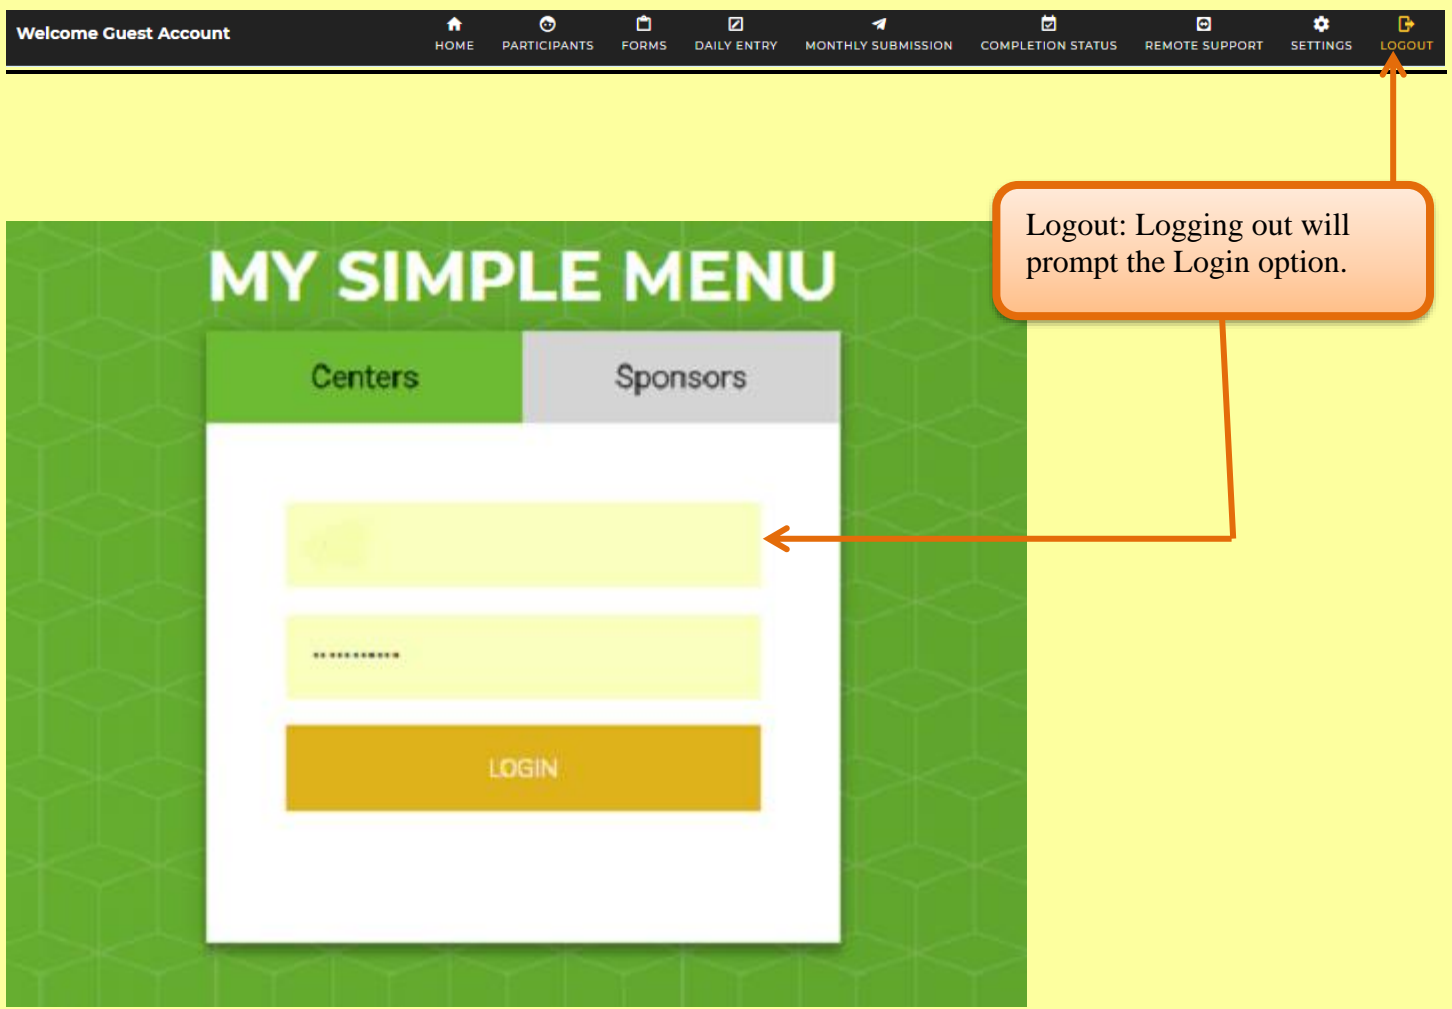 Welcome Guest Account
HOME PARTICIPANTS FORMS DAILY ENTRY MONTHLY SUBMISSION COMPLETION STATUS REMOTE SUPPORT SETTINGS LOGOUT
Logout: Logging out will
prompt the Login option.
MY SIMPLE MENU
Centers Sponsors
LOGIN